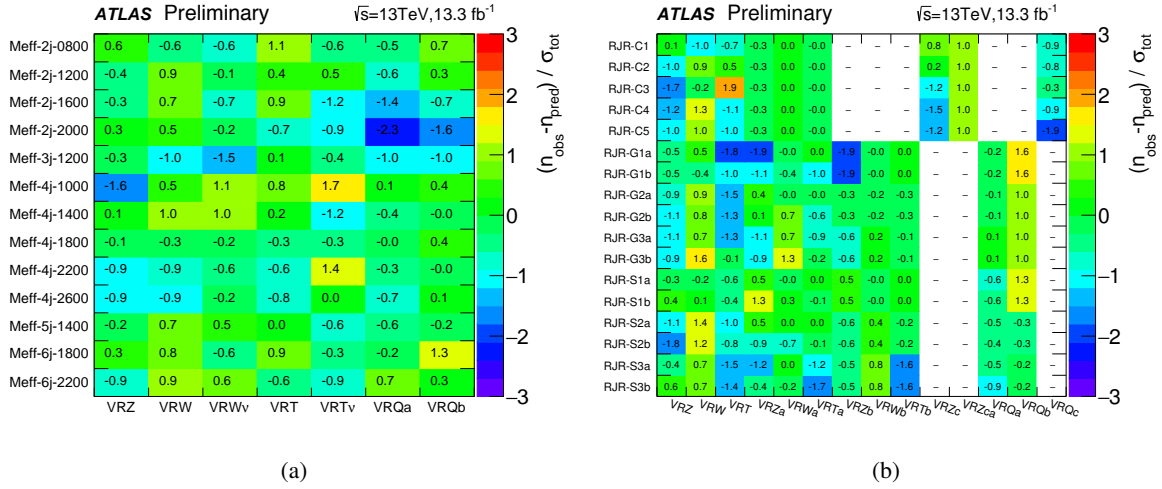 ATLAS Preliminary √s=13TeV,13.3 fb-1
Meff-2j-0800 0.6 -0.6 -0.6 1.1 -0.6 -0.5 0.7
Meff-2j-1200 -0.4 0.9 -0.1 0.4 0.5 -0.6 0.3
Meff-2j-1600 -0.3 0.7 -0.7 0.9 -1.2 -1.4 -0.7
Meff-2j-2000 0.3 0.5 -0.2 -0.7 -0.9 -2.3 -1.6
Meff-3j-1200 -0.3 -1.0 -1.5 0.1 -0.4 -1.0 -1.0
Meff-4j-1000 -1.6 0.5 1.1 0.8 1.7 0.1 0.4
Meff-4j-1400 0.1 1.0 1.0 0.2 -1.2 -0.4 -0.0
Meff-4j-1800 -0.1 -0.3 -0.2 -0.3 -0.3 -0.0 0.4
Meff-4j-2200 -0.9 -0.9 -0.6 -0.6 1.4 -0.3 -0.0
Meff-4j-2600 -0.9 -0.9 -0.2 -0.8 0.0 -0.7 0.1
Meff-5j-1400 -0.2 0.7 0.5 0.0 -0.6 -0.6 -0.2
Meff-6j-1800 0.3 0.8 -0.6 0.9 -0.3 -0.2 1.3
Meff-6j-2200 -0.9 0.9 0.6 -0.6 -0.9 0.7 0.3
VRZ VRW VRWν VRT VRTν VRQa VRQb
3
2
1
0
−1
−2
−3
(n_obs-n_pred) / σ_tot
(a)
ATLAS Preliminary √s=13TeV,13.3 fb-1
RJR-C1 0.1 -1.0 -0.7 -0.3 0.0 -0.0 – – – 0.8 1.0 – – -0.9
RJR-C2 -1.0 0.9 0.5 -0.3 0.0 -0.0 – – – 0.2 1.0 – – -0.8
RJR-C3 -1.7 -0.2 1.9 -0.3 0.0 -0.0 – – – -1.2 1.0 – – -0.3
RJR-C4 -1.2 1.3 -1.1 -0.3 0.0 -0.0 – – – -1.5 1.0 – – -0.9
RJR-C5 -1.0 1.0 -1.0 -0.3 0.0 -0.0 – – – -1.2 1.0 – – -1.9
RJR-G1a -0.5 0.5 -1.8 -1.9 -0.4 -0.0 -1.9 -0.0 0.0 – – -0.2 1.6 –
RJR-G1b -0.5 -0.4 -1.0 -1.1 -0.4 -1.0 -1.9 -0.0 0.0 – – -0.2 1.6 –
RJR-G2a -0.9 0.9 -1.5 0.4 -0.0 -0.1 -0.3 -0.2 -0.3 – – -0.1 1.0 –
RJR-G2b -1.1 0.8 -1.3 0.1 0.7 -0.6 -0.3 -0.2 -0.3 – – -0.1 1.0 –
RJR-G3a -1.1 0.7 -1.3 -1.1 0.7 -0.9 -0.6 0.2 -0.1 – – 0.1 1.0 –
RJR-G3b -0.9 1.6 -0.1 -0.9 1.3 -0.2 -0.6 0.2 -0.1 – – 0.1 1.0 –
RJR-S1a -0.3 -0.2 -0.6 0.5 -0.0 -0.1 0.5 -0.0 0.0 – – -0.6 1.3 –
RJR-S1b 0.4 0.1 -0.4 1.3 0.3 -0.1 0.5 -0.0 0.0 – – -0.6 1.3 –
RJR-S2a -1.1 1.4 -1.0 0.5 0.0 0.0 -0.6 0.4 -0.2 – – -0.5 -0.3 –
RJR-S2b -1.8 1.2 -0.8 -0.9 -0.7 -0.1 -0.6 0.4 -0.2 – – -0.5 -0.3 –
RJR-S3a -0.4 0.7 -1.5 -1.2 0.0 -1.2 -0.5 0.8 -1.6 – – -0.9 -0.2 –
RJR-S3b 0.6 0.7 -1.4 -0.4 -0.2 -1.7 -0.5 0.8 -1.6 – – -0.9 -0.2 –
VRZ VRW VRT VRZa VRWa VRTa VRZb VRWb VRTb VRZc VRZca VRQa VRQb VRQc
3
2
1
0
−1
−2
−3
(n_obs-n_pred) / σ_tot
(b)